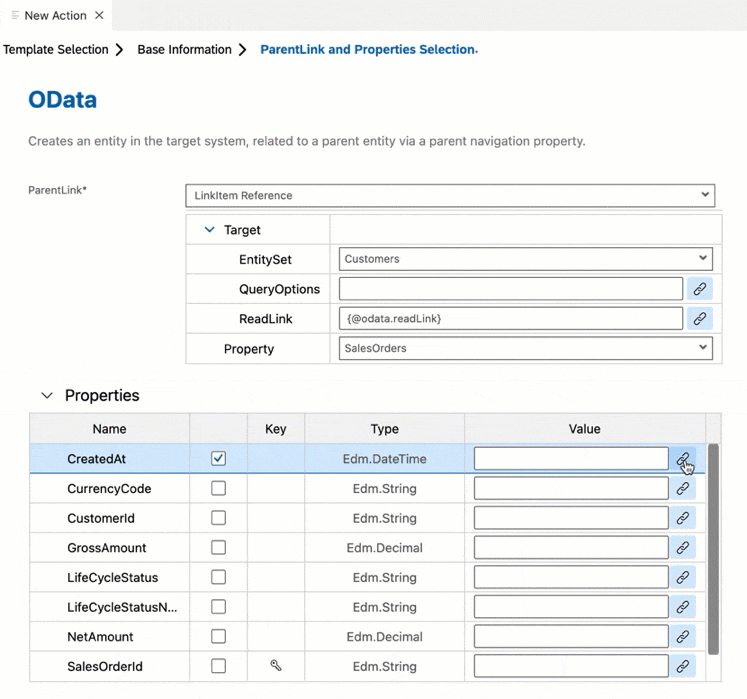 New Action
Template Selection Base Information ParentLink and Properties Selection.
OData
Creates an entity in the target system, related to a parent entity via a parent navigation property.
ParentLink* LinkItem Reference
Target
EntitySet Customers
QueryOptions
ReadLink {@odata.readLink}
Property SalesOrders
Properties
Name Key Type Value
CreatedAt Edm.DateTime
CurrencyCode Edm.String
CustomerId Edm.String
GrossAmount Edm.Decimal
LifeCycleStatus Edm.String
LifeCycleStatusN... Edm.String
NetAmount Edm.Decimal
SalesOrderId Edm.String